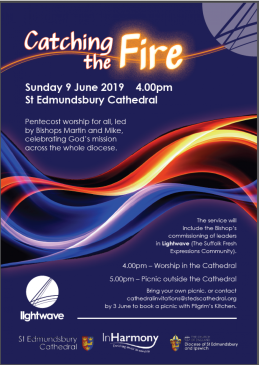 Catching
the Fire
Sunday 9 June 2019 4.00pm
St Edmundsbury Cathedral
Pentecost worship for all, led
by Bishops Martin and Mike,
celebrating God's mission
across the whole diocese.
The service will
include the Bishop's
commissioning of leaders
in Lightwave (The Suffolk Fresh
Expressions Community).
4.00pm – Worship in the Cathedral
5.00pm – Picnic outside the Cathedral
Bring your own picnic, or contact
cathedralinvitations@stedscathedral.org
by 3 June to book a picnic with Pilgrim's Kitchen.
lightwave
St Edmundsbury
Cathedral
InHarmony
Diocese of St Edmundsbury
and Ipswich